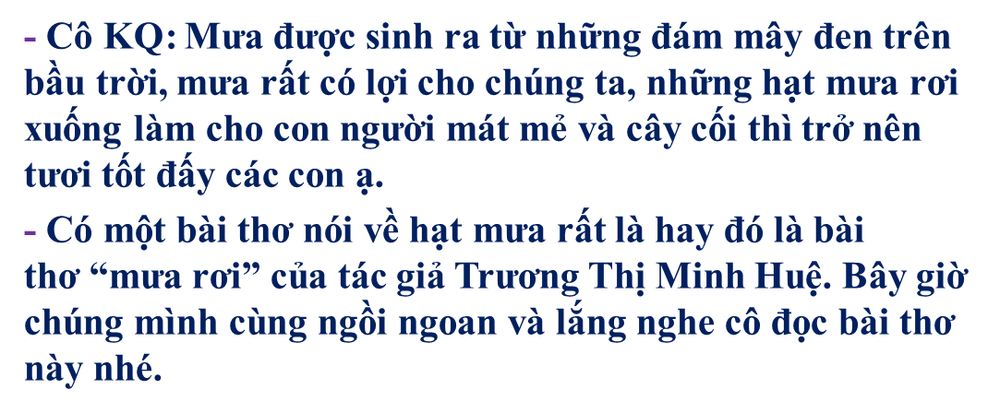 - Cô KQ: Mưa được sinh ra từ những đám mây đen trên
bầu trời, mưa rất có lợi cho chúng ta, những hạt mưa rơi
xuống làm cho con người mát mẻ và cây cối thì trở nên
tươi tốt đấy các con ạ.
- Có một bài thơ nói về hạt mưa rất là hay đó là bài
thơ “mưa rơi” của tác giả Trương Thị Minh Huệ. Bây giờ
chúng mình cùng ngồi ngoan và lắng nghe cô đọc bài thơ
này nhé.